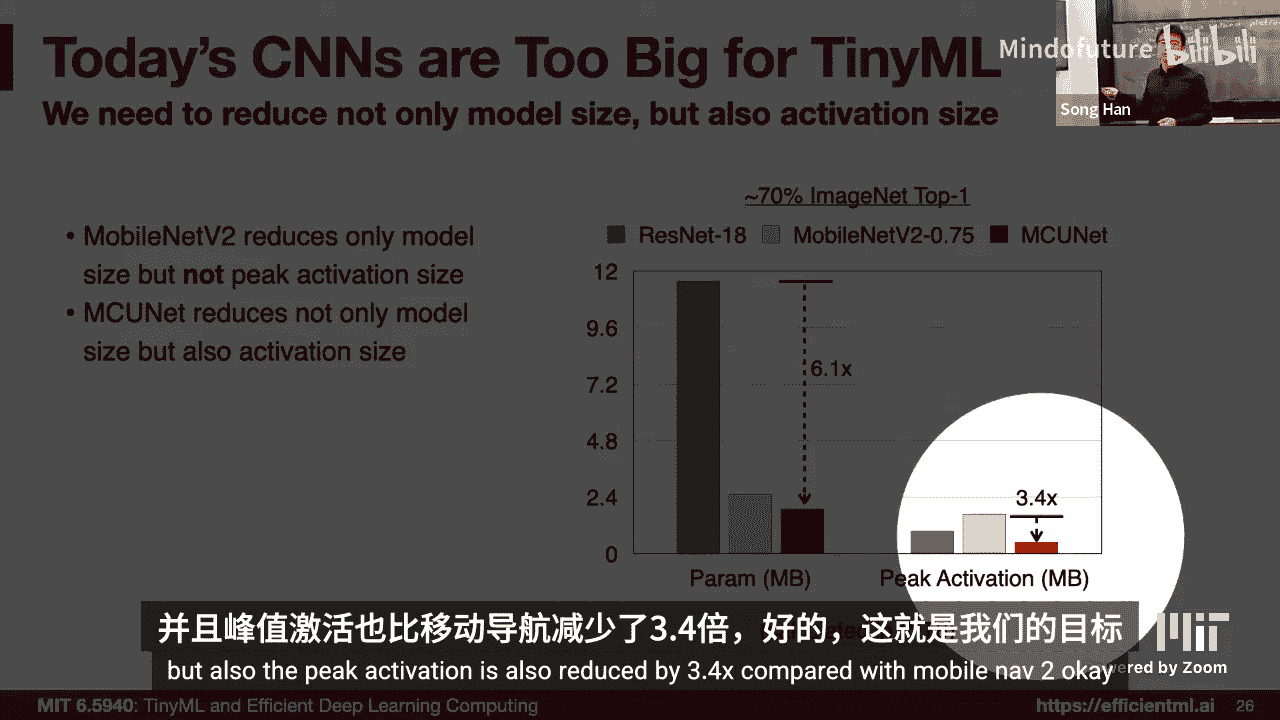 Today's CNNs are Too Big for TinyML
Mindofuture bilibili
We need to reduce not only model size, but also activation size
Song Han
• MobileNetV2 reduces only model
size but not peak activation size
• MCUNet reduces not only model
size but also activation size
~70% ImageNet Top-1
ResNet-18 MobileNetV2-0.75 MCUNet
12
9.6
7.2
4.8
2.4
0
6.1x
3.4x
Param (MB) Peak Activation (MB)
并且峰值激活也比移动导航减少了3.4倍，好的，这就是我们的目标
but also the peak activation is also reduced by 3.4x compared with mobile nav 2 okay
MIT
ered by Zoom
MIT 6.5940: TinyML and Efficient Deep Learning Computing
https://efficientml.ai 26